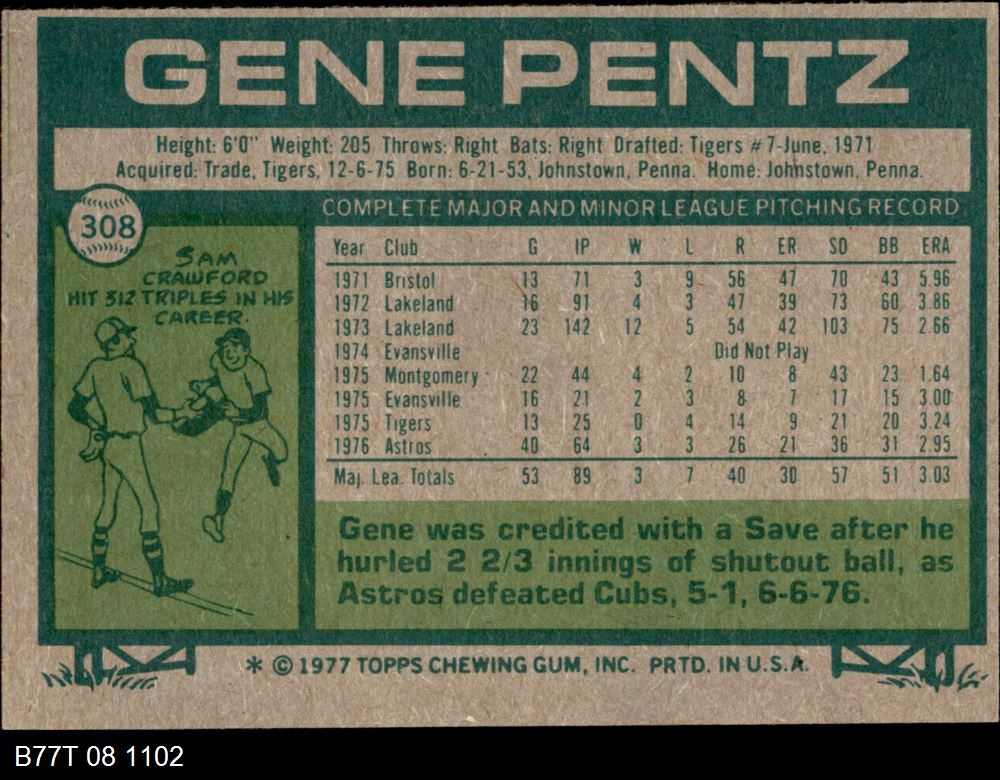 GENE PENTZ
Height: 6'0" Weight: 205 Throws: Right Bats: Right Drafted: Tigers #7-June, 1971
Acquired: Trade, Tigers, 12-6-75 Born: 6-21-53, Johnstown, Penna. Home: Johnstown, Penna.
308
COMPLETE MAJOR AND MINOR LEAGUE PITCHING RECORD
SAM
CRAWFORD
HIT 312 TRIPLES IN HIS
CAREER.
Year Club G IP W L R ER SO BB ERA
1971 Bristol 13 71 3 9 56 47 70 43 5.96
1972 Lakeland 16 91 4 3 47 39 73 60 3.86
1973 Lakeland 23 142 12 5 54 42 103 75 2.66
1974 Evansville Did Not Play
1975 Montgomery 22 44 4 2 10 8 43 23 1.64
1975 Evansville 16 21 2 3 8 7 17 15 3.00
1975 Tigers 13 25 0 4 14 9 21 20 3.24
1976 Astros 40 64 3 3 26 21 36 31 2.95
Maj. Lea. Totals 53 89 3 7 40 30 57 51 3.03
Gene was credited with a Save after he
hurled 2 2/3 innings of shutout ball, as
Astros defeated Cubs, 5-1, 6-6-76.
* © 1977 TOPPS CHEWING GUM, INC. PRTD. IN U.S.A.
B77T 08 1102